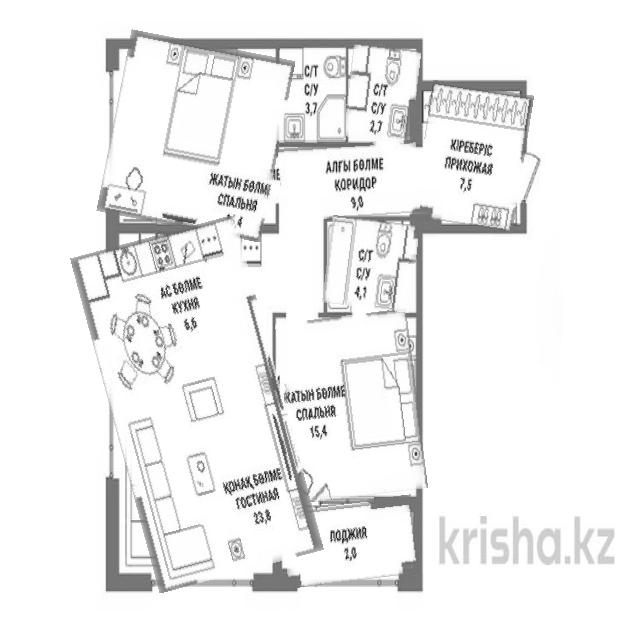 С/Т
С/У
3,7
С/Т
С/У
2,7
КІРЕБЕРІС
ПРИХОЖАЯ
7,5
АЛҒЫ БӨЛМЕ
КОРИДОР
9,0
ЖАТЫН БӨЛМЕ
СПАЛЬНЯ
С/Т
С/У
4,1
АС БӨЛМЕ
КУХНЯ
6,6
ЖАТЫН БӨЛМЕ
СПАЛЬНЯ
15,4
ҚОНАҚ БӨЛМЕ
ГОСТИНАЯ
23,8
ЛОДЖИЯ
2,0
krisha.kz